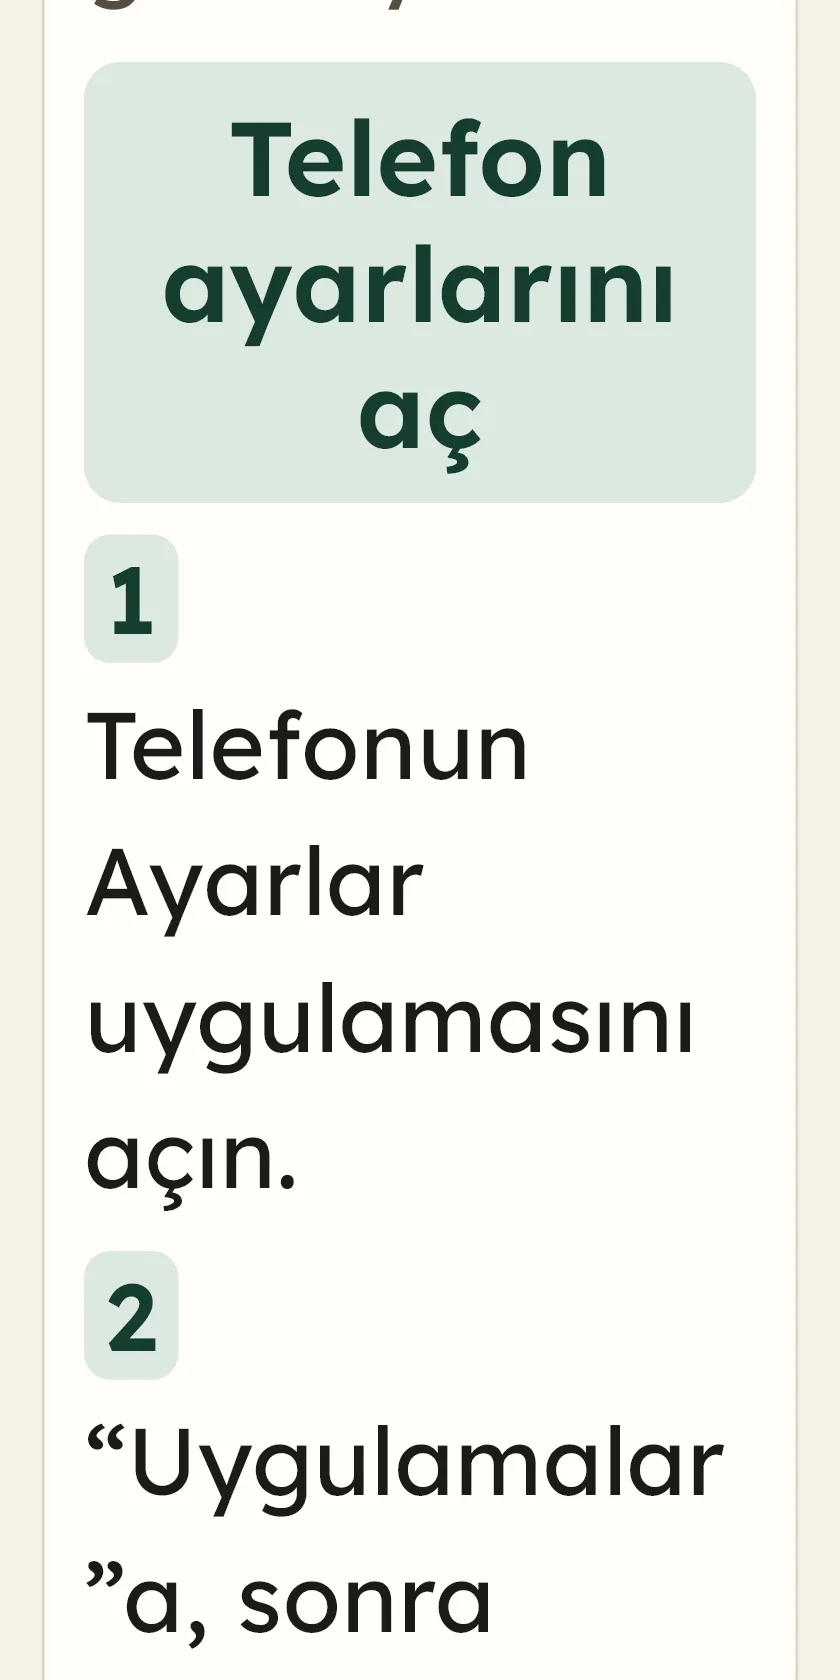 Telefon
ayarlarını
aç
1
Telefonun
Ayarlar
uygulamasını
açın.
2
“Uygulamalar
”a, sonra